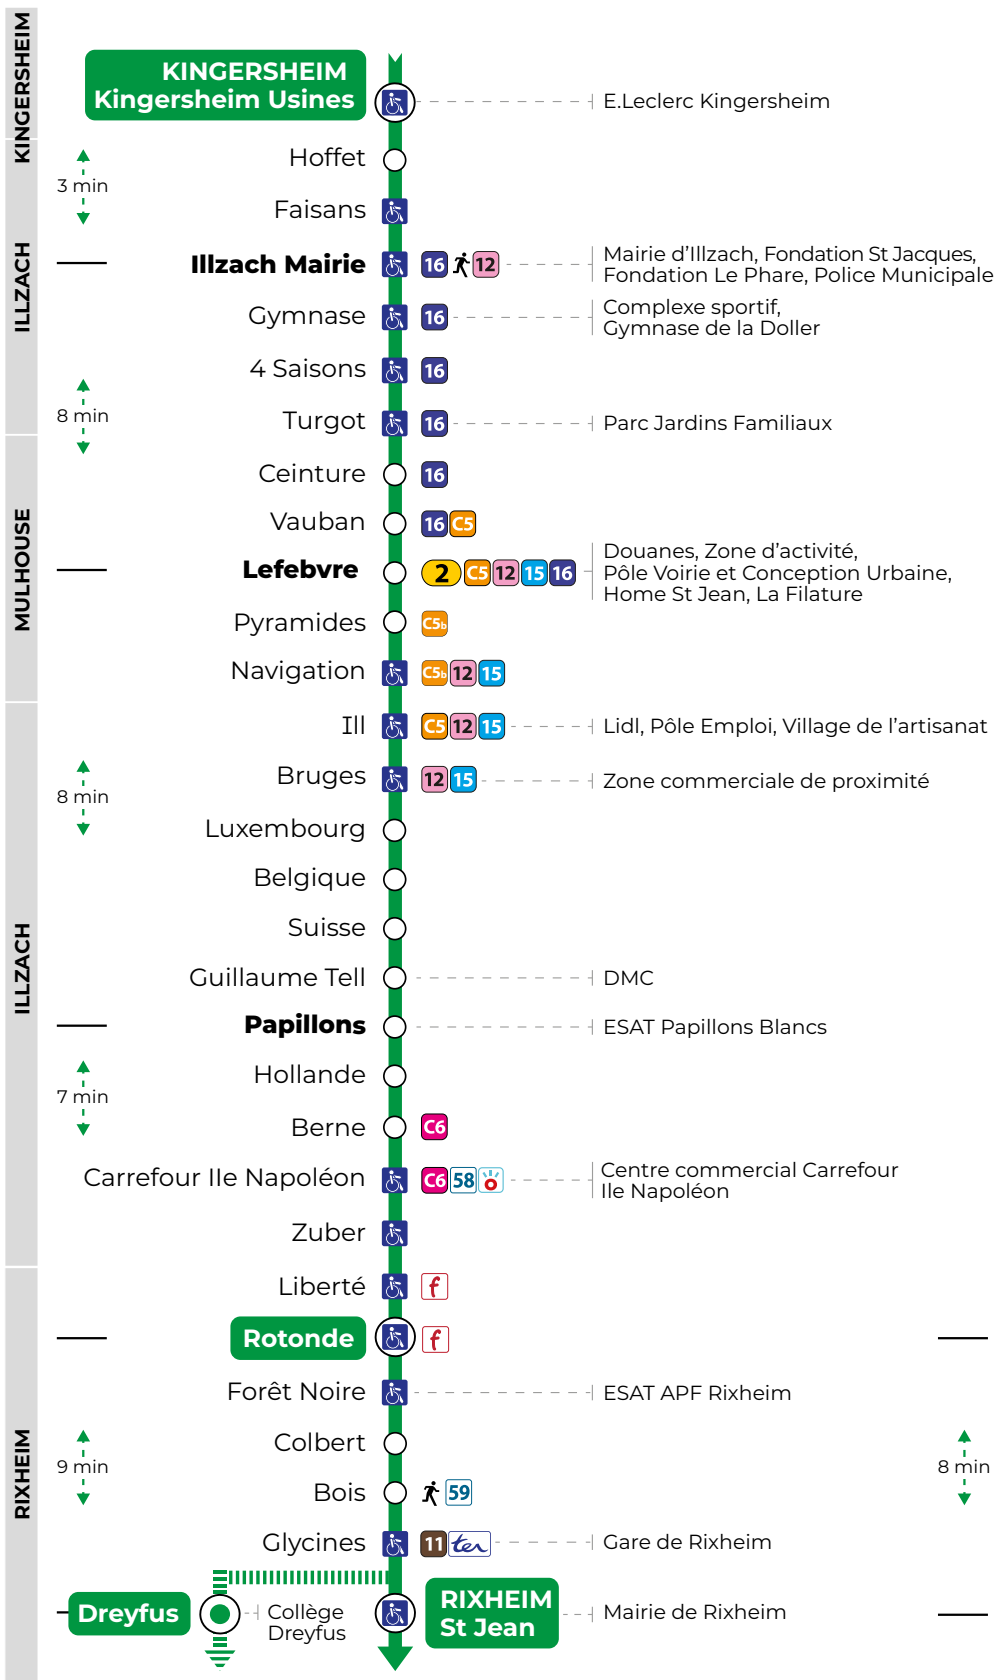 KINGERSHEIM
KINGERSHEIM
Kingersheim Usines
E.Leclerc Kingersheim
Hoffet
3 min
Faisans
ILLZACH
Illzach Mairie 16 12
Mairie d'Illzach, Fondation St Jacques,
Fondation Le Phare, Police Municipale
Gymnase 16
Complexe sportif,
Gymnase de la Doller
4 Saisons 16
8 min
Turgot 16 Parc Jardins Familiaux
MULHOUSE
Ceinture 16
Vauban 16 C5
Lefebvre 2 C5 12 15 16
Douanes, Zone d'activité,
Pôle Voirie et Conception Urbaine,
Home St Jean, La Filature
Pyramides C5b
Navigation C5b 12 15
ILLZACH
Ill C5 12 15 Lidl, Pôle Emploi, Village de l'artisanat
Bruges 12 15 Zone commerciale de proximité
8 min
Luxembourg
Belgique
Suisse
Guillaume Tell DMC
Papillons ESAT Papillons Blancs
Hollande
7 min
Berne C6
Carrefour Ile Napoléon C6 58
Centre commercial Carrefour
Ile Napoléon
Zuber
RIXHEIM
Liberté f
Rotonde f
Forêt Noire ESAT APF Rixheim
Colbert
9 min
8 min
Bois 59
Glycines 11 ter Gare de Rixheim
Dreyfus
Collège
Dreyfus
RIXHEIM
St Jean
Mairie de Rixheim